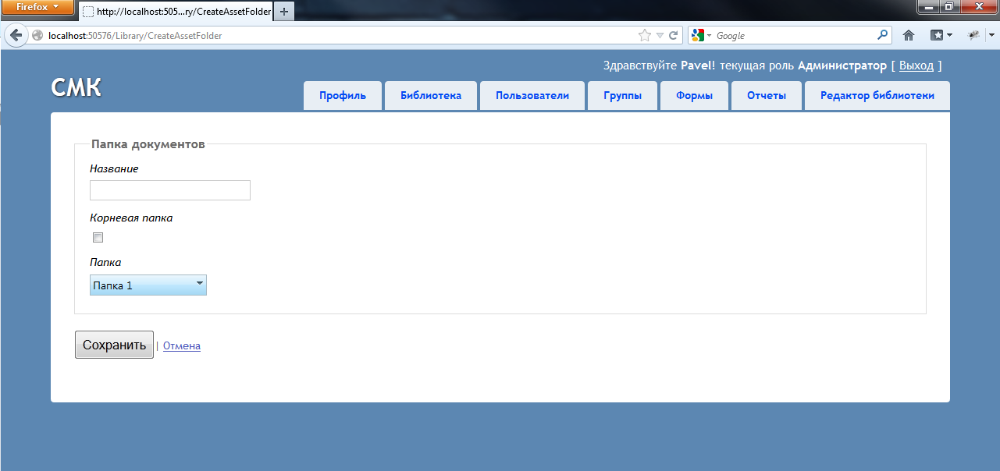 Firefox
http://localhost:505...ry/CreateAssetFolder
localhost:50576/Library/CreateAssetFolder
Google
Здравствуйте Pavel! текущая роль Администратор [ Выход ]
СМК
Профиль Библиотека Пользователи Группы Формы Отчеты Редактор библиотеки
Папка документов
Название
Корневая папка
Папка
Папка 1
Сохранить | Отмена